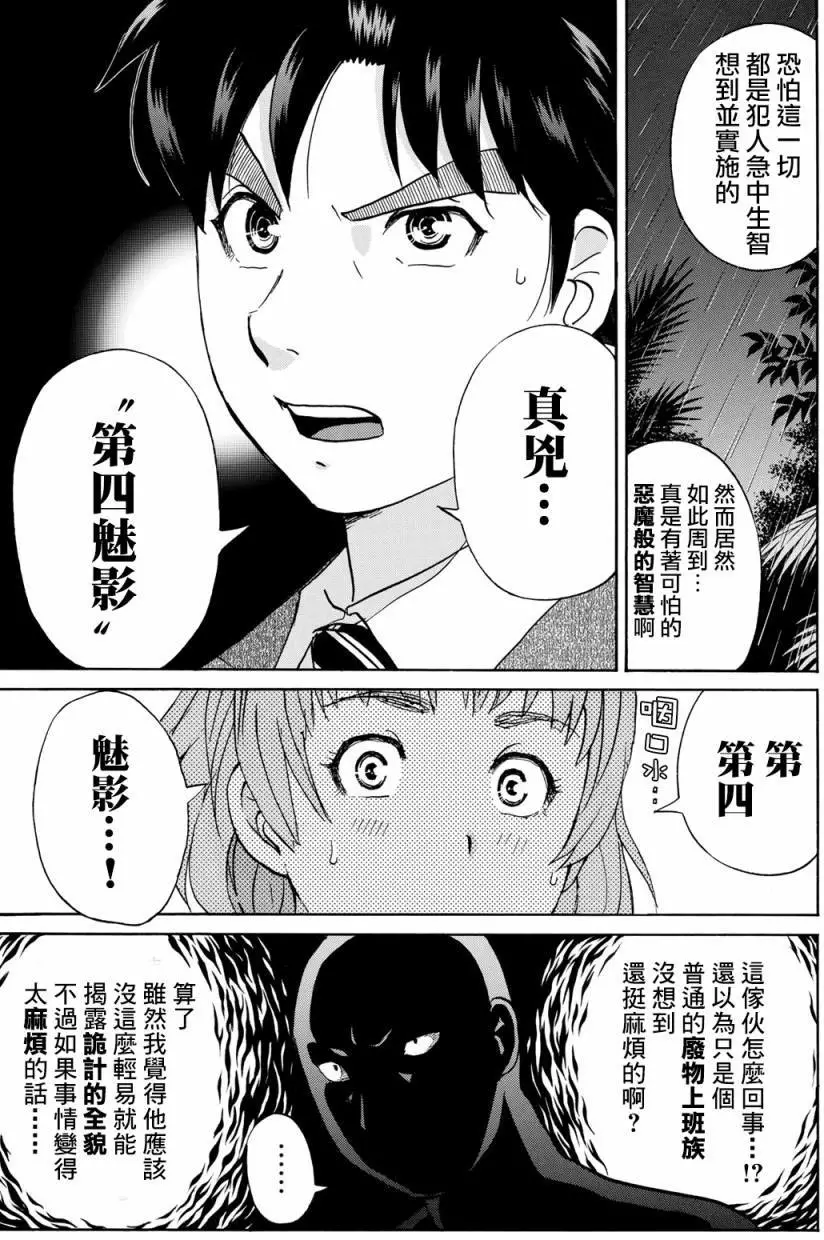 恐怕這一切
都是犯人急中生智
想到並實施的
然而居然
如此周到…
真是有著可怕的
惡魔般的智慧啊
真兇…
〝第四魅影〞
第
第四
咽口水…
魅影……！
這傢伙怎麼回事……!?
還以為只是個
普通的廢物上班族
沒想到
還挺麻煩的啊？
……
算了
雖然我覺得他應該
沒這麼輕易就能
揭露詭計的全貌
不過如果事情變得
太麻煩的話……